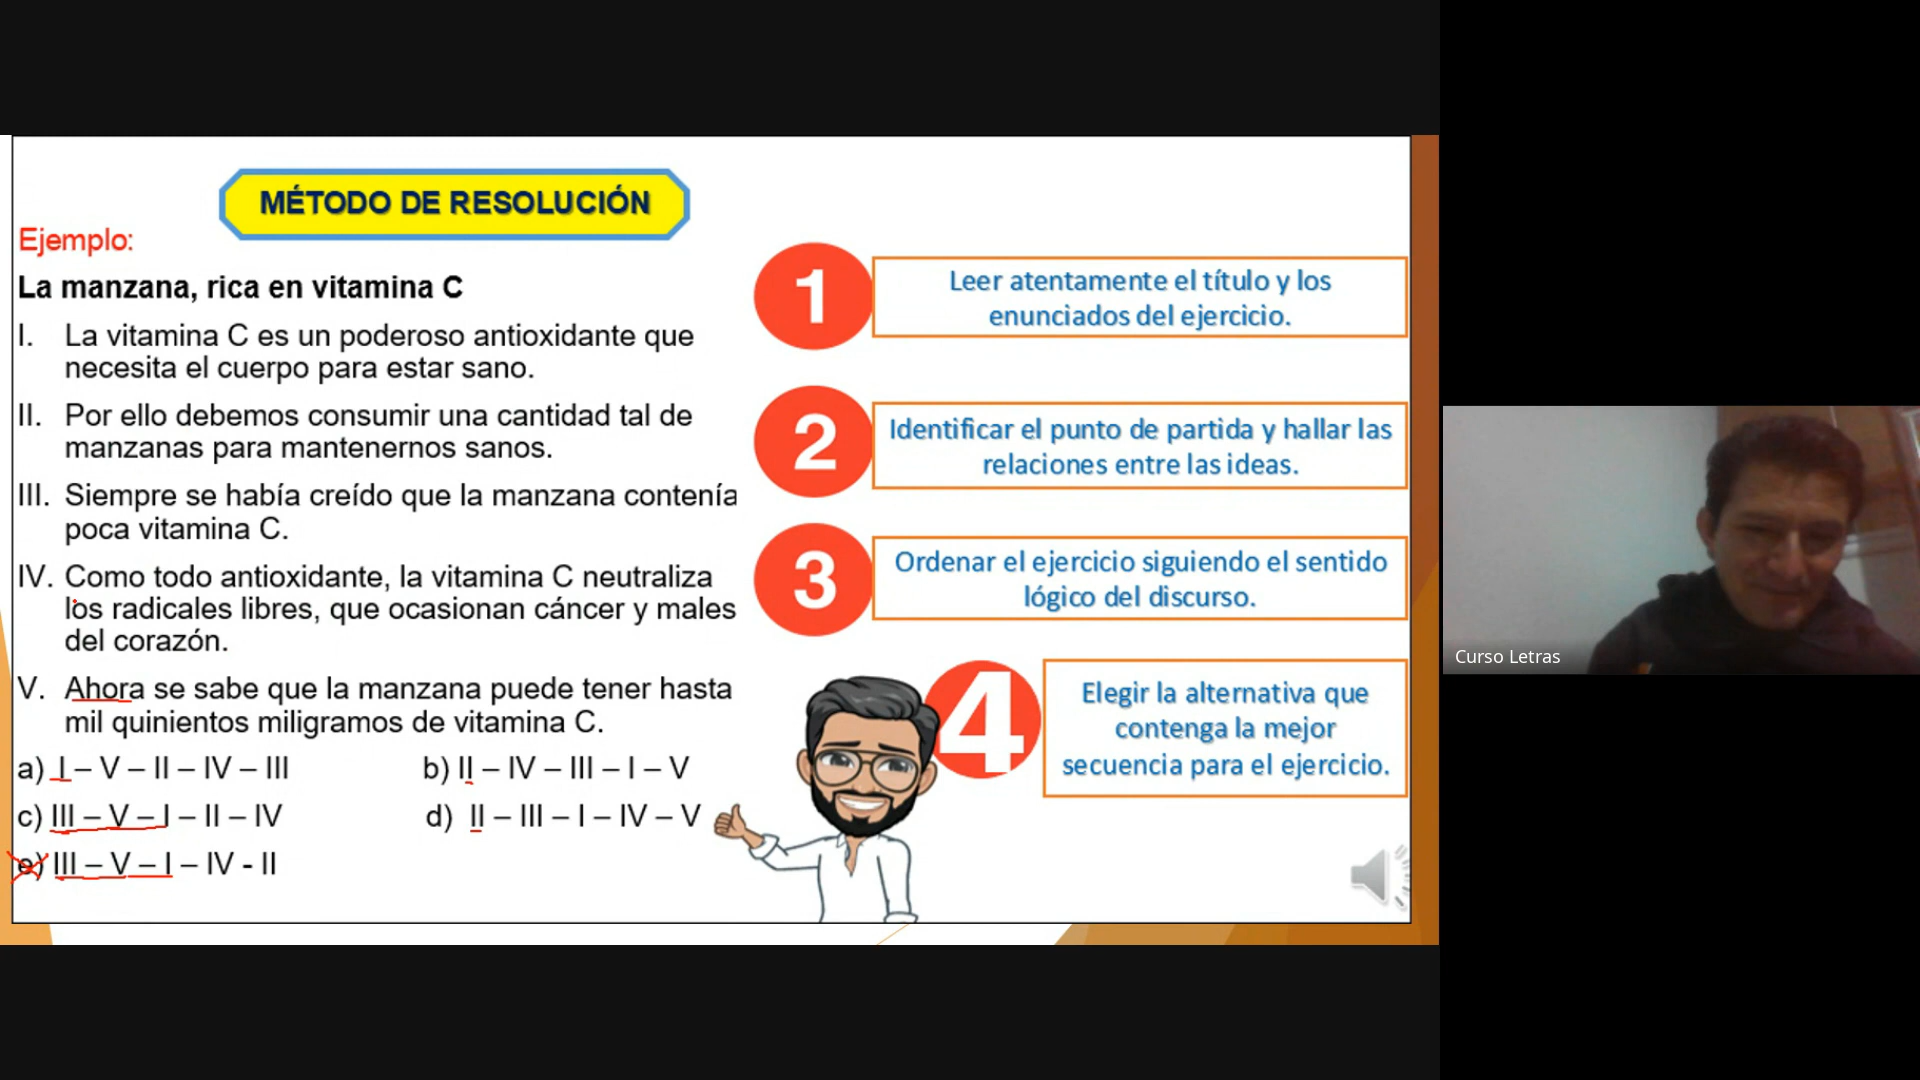 MÉTODO DE RESOLUCIÓN
Ejemplo:
La manzana, rica en vitamina C
I. La vitamina C es un poderoso antioxidante que
necesita el cuerpo para estar sano.
II. Por ello debemos consumir una cantidad tal de
manzanas para mantenernos sanos.
III. Siempre se había creído que la manzana contenía
poca vitamina C.
IV. Como todo antioxidante, la vitamina C neutraliza
los radicales libres, que ocasionan cáncer y males
del corazón.
V. Ahora se sabe que la manzana puede tener hasta
mil quinientos miligramos de vitamina C.
a) I – V – II – IV – III
b) II – IV – III – I – V
c) III – V – I – II – IV
d) II – III – I – IV – V
e) III – V – I – IV - II
1
Leer atentamente el título y los
enunciados del ejercicio.
2
Identificar el punto de partida y hallar las
relaciones entre las ideas.
3
Ordenar el ejercicio siguiendo el sentido
lógico del discurso.
4
Elegir la alternativa que
contenga la mejor
secuencia para el ejercicio.
Curso Letras